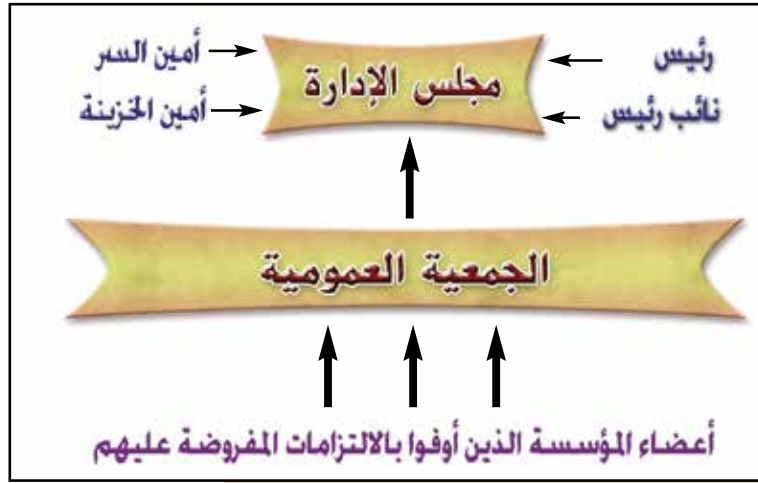 رئيس
أمين السر
مجلس الإدارة
نائب رئيس
أمين الخزينة
الجمعية العمومية
أعضاء المؤسسة الذين أوفوا بالالتزامات المفروضة عليهم